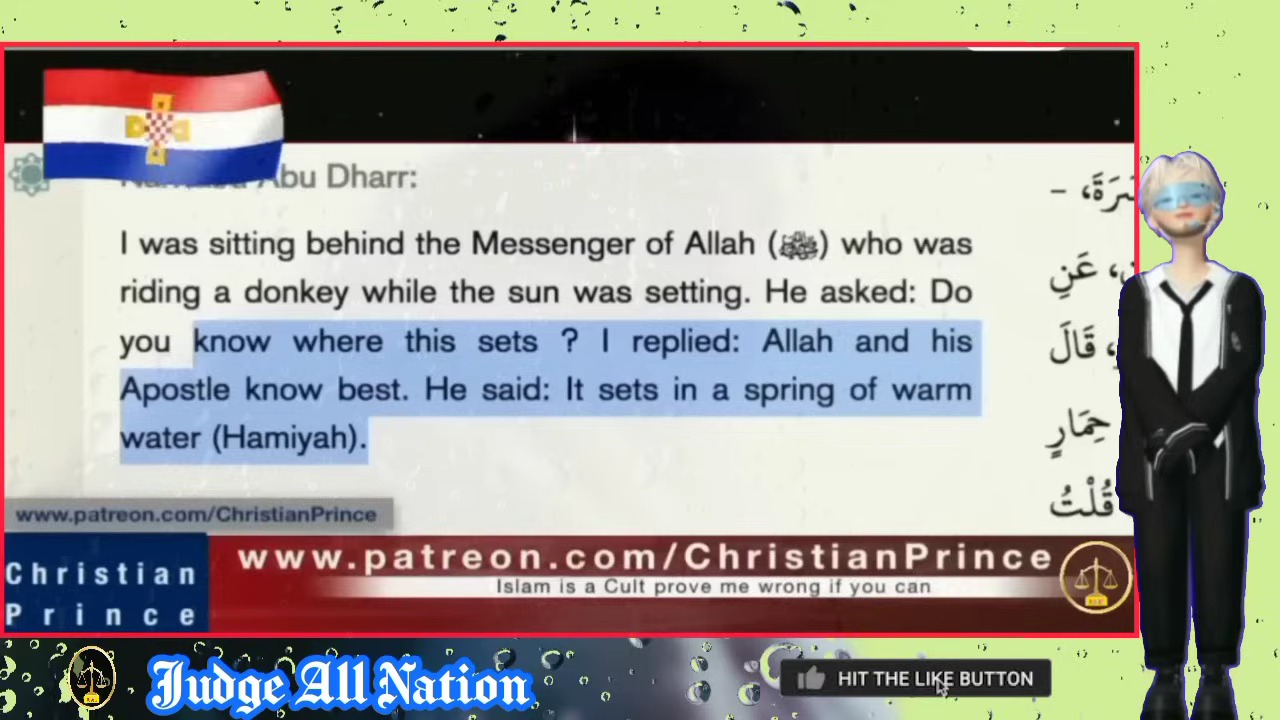 Abu Dharr:
I was sitting behind the Messenger of Allah (ﷺ) who was
riding a donkey while the sun was setting. He asked: Do
you know where this sets ? I replied: Allah and his
Apostle know best. He said: It sets in a spring of warm
water (Hamiyah).
عَنِ
قَالَ
حِمَارٍ
قُلْتُ
www.patreon.com/ChristianPrince
Christian
Prince
www.patreon.com/ChristianPrince
Islam is a Cult prove me wrong if you can
Judge All Nation
HIT THE LIKE BUTTON